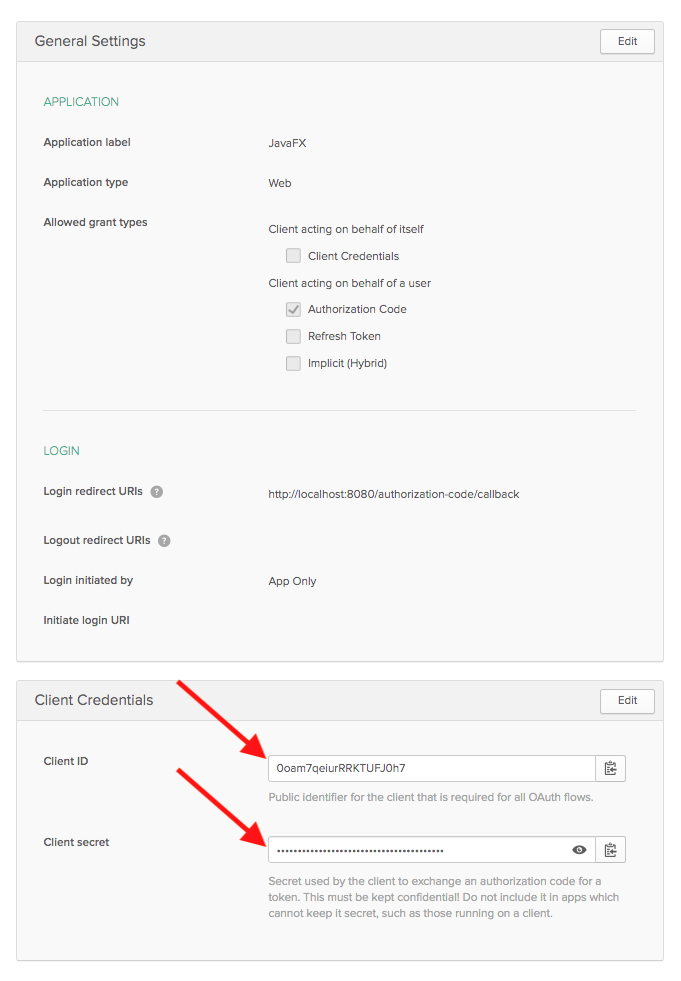 General Settings
Edit
APPLICATION
Application label
JavaFX
Application type
Web
Allowed grant types
Client acting on behalf of itself
Client Credentials
Client acting on behalf of a user
Authorization Code
Refresh Token
Implicit (Hybrid)
LOGIN
Login redirect URIs ?
http://localhost:8080/authorization-code/callback
Logout redirect URIs ?
Login initiated by
App Only
Initiate login URI
Client Credentials
Edit
Client ID
0oam7qeiurRRKTUFJ0h7
Public identifier for the client that is required for all OAuth flows.
Client secret
••••••••••••••••••••••••••••••••••••••••
Secret used by the client to exchange an authorization code for a
token. This must be kept confidential! Do not include it in apps which
cannot keep it secret, such as those running on a client.